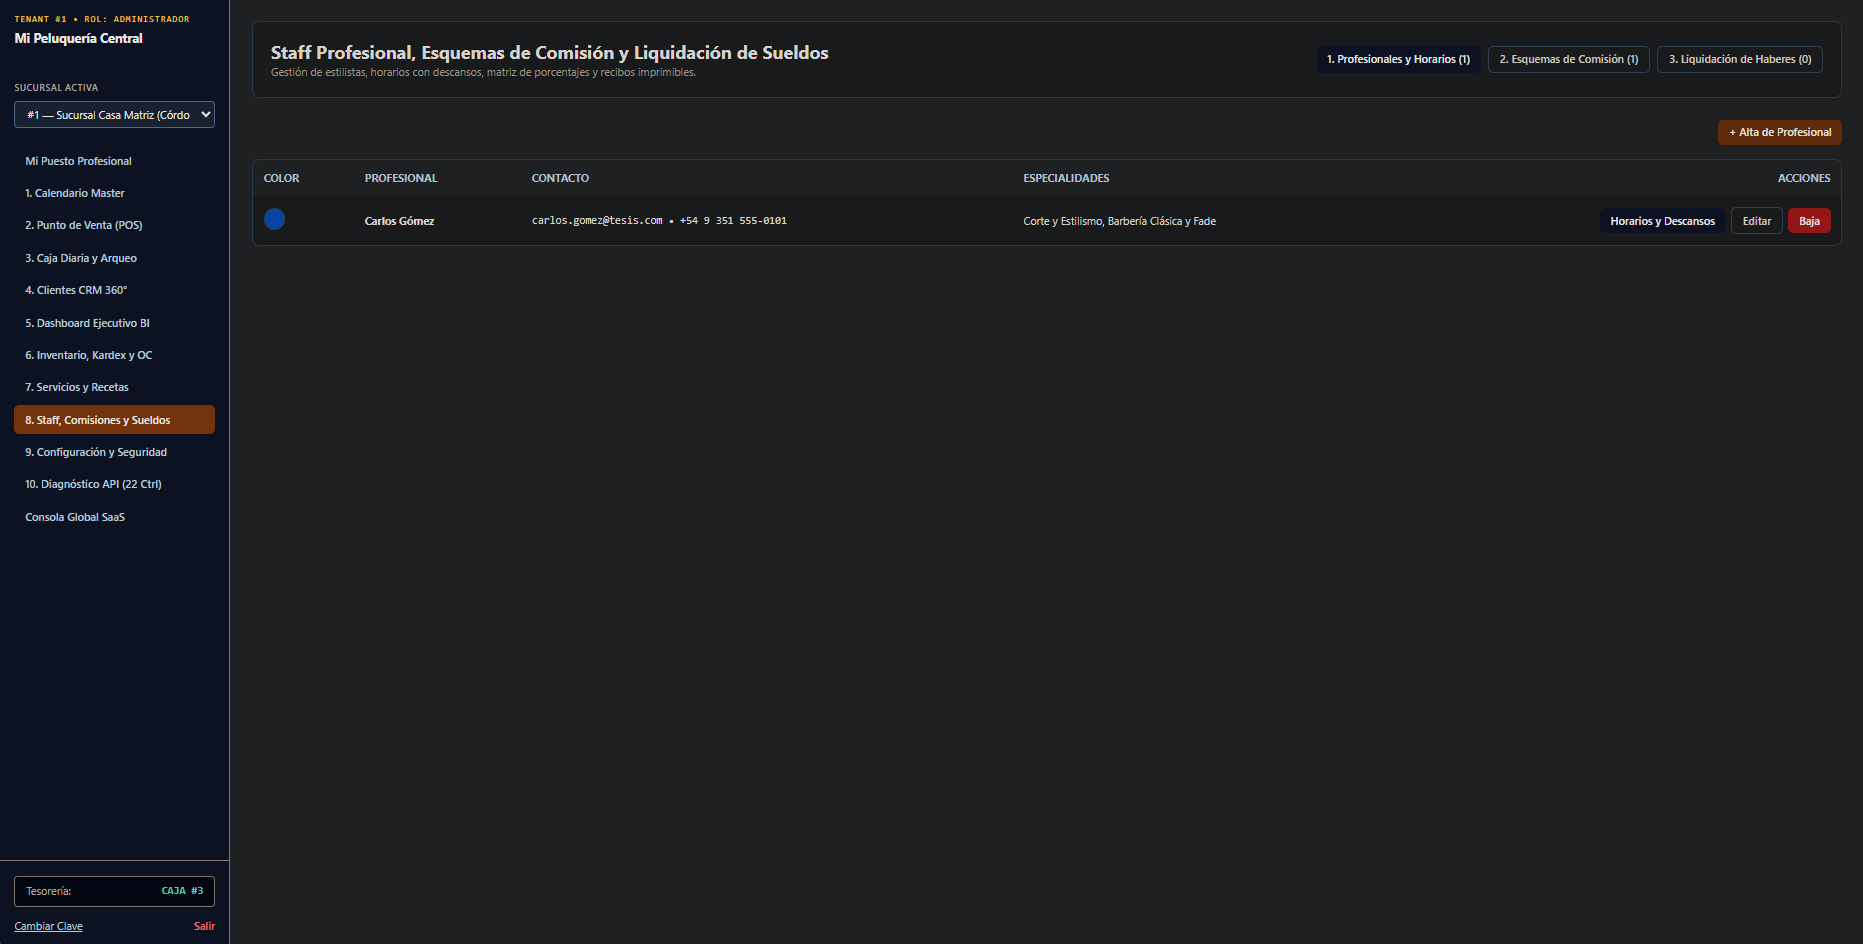 TENANT #1 • ROL: ADMINISTRADOR
Mi Peluquería Central
SUCURSAL ACTIVA
#1 — Sucursal Casa Matriz (Córdo
Mi Puesto Profesional
1. Calendario Master
2. Punto de Venta (POS)
3. Caja Diaria y Arqueo
4. Clientes CRM 360°
5. Dashboard Ejecutivo BI
6. Inventario, Kardex y OC
7. Servicios y Recetas
8. Staff, Comisiones y Sueldos
9. Configuración y Seguridad
10. Diagnóstico API (22 Ctrl)
Consola Global SaaS
Tesorería: CAJA #3
Cambiar Clave Salir
Staff Profesional, Esquemas de Comisión y Liquidación de Sueldos
Gestión de estilistas, horarios con descansos, matriz de porcentajes y recibos imprimibles.
1. Profesionales y Horarios (1) 2. Esquemas de Comisión (1) 3. Liquidación de Haberes (0)
+ Alta de Profesional
COLOR PROFESIONAL CONTACTO ESPECIALIDADES ACCIONES
Carlos Gómez carlos.gomez@tesis.com • +54 9 351 555-0101 Corte y Estilismo, Barbería Clásica y Fade Horarios y Descansos Editar Baja